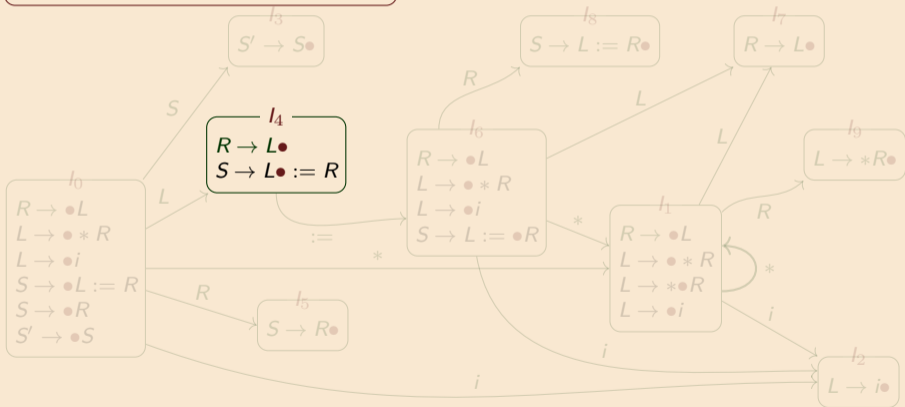 I3
S′ → S●
I8
S → L := R●
I7
R → L●
S
R
L
I4
R → L●
S → L● := R
L
I6
R → ●L
L → ● * R
L → ●i
S → L := ●R
I9
L → *R●
I0
R → ●L
L → ● * R
L → ●i
S → ●L := R
S → ●R
S′ → ●S
L
:=
*
*
I1
R → ●L
L → ● * R
L → *●R
L → ●i
R
*
R
I5
S → R●
i
i
i
I2
L → i●